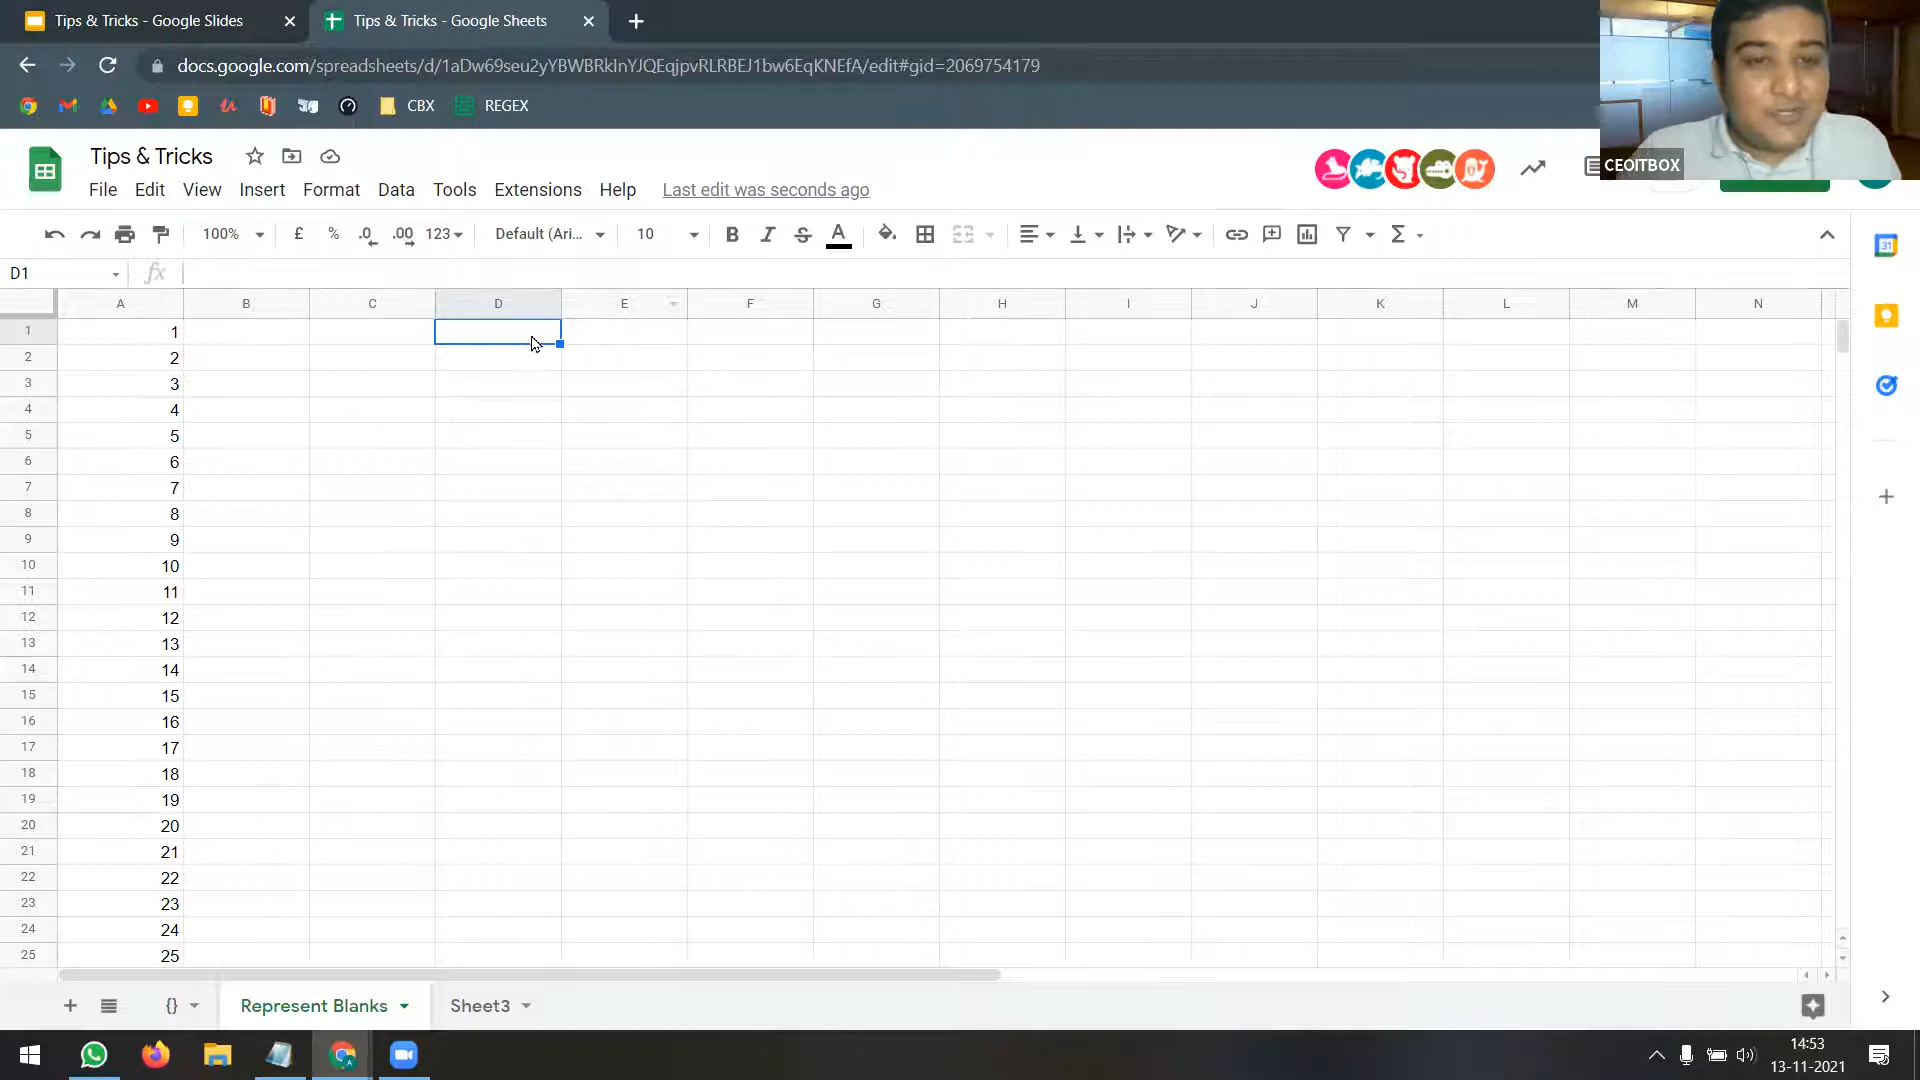 Tips & Tricks - Google Slides
Tips & Tricks - Google Sheets
docs.google.com/spreadsheets/d/1aDw69seu2yYBWBRkInYJQEqjpvRLRBEJ1bw6EqKNEfA/edit#gid=2069754179
CBX
REGEX
Tips & Tricks
CEOITBOX
File Edit View Insert Format Data Tools Extensions Help Last edit was seconds ago
100% £ % .0 .00 123 Default (Ari... 10 B I S A Σ
D1 fx
A B C D E F G H I J K L M N
1 1
2 2
3 3
4 4
5 5
6 6
7 7
8 8
9 9
10 10
11 11
12 12
13 13
14 14
15 15
16 16
17 17
18 18
19 19
20 20
21 21
22 22
23 23
24 24
25 25
{} Represent Blanks Sheet3
14:53
13-11-2021